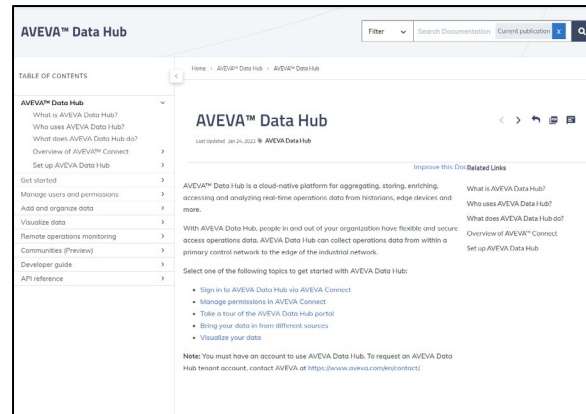 AVEVA™ Data Hub
Filter
Search Documentation
Current publication
X
TABLE OF CONTENTS
Home › AVEVA™ Data Hub › AVEVA™ Data Hub
AVEVA™ Data Hub
What is AVEVA Data Hub?
Who uses AVEVA Data Hub?
What does AVEVA Data Hub do?
Overview of AVEVA™ Connect
Set up AVEVA Data Hub
Get started
Manage users and permissions
Add and organize data
Visualize data
Remote operations monitoring
Communities (Preview)
Developer guide
API reference
AVEVA™ Data Hub
Last Updated Jan 24, 2022 AVEVA Data Hub
Improve this Doc
AVEVA™ Data Hub is a cloud-native platform for aggregating, storing, enriching,
accessing and analyzing real-time operations data from historians, edge devices and
more.
With AVEVA Data Hub, people in and out of your organization have flexible and secure
access operations data. AVEVA Data Hub can collect operations data from within a
primary control network to the edge of the industrial network.
Select one of the following topics to get started with AVEVA Data Hub:
• Sign in to AVEVA Data Hub via AVEVA Connect
• Manage permissions in AVEVA Connect
• Take a tour of the AVEVA Data Hub portal
• Bring your data in from different sources
• Visualize your data
Note: You must have an account to use AVEVA Data Hub. To request an AVEVA Data
Hub tenant account, contact AVEVA at https://www.aveva.com/en/contact/.
Related Links
What is AVEVA Data Hub?
Who uses AVEVA Data Hub?
What does AVEVA Data Hub do?
Overview of AVEVA™ Connect
Set up AVEVA Data Hub